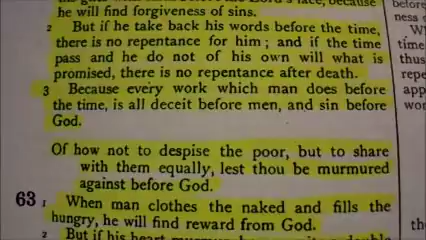 he will find forgiveness of sins.
2 But if he take back his words before the time,
there is no repentance for him; and if the time
pass and he do not of his own will what is
promised, there is no repentance after death.
3 Because every work which man does before
the time, is all deceit before men, and sin before
God.
Of how not to despise the poor, but to share
with them equally, lest thou be murmured
against before God.
63 1 When man clothes the naked and fills the
hungry, he will find reward from God.
2 But if his heart
before
time
thus
repe
app
wor
th